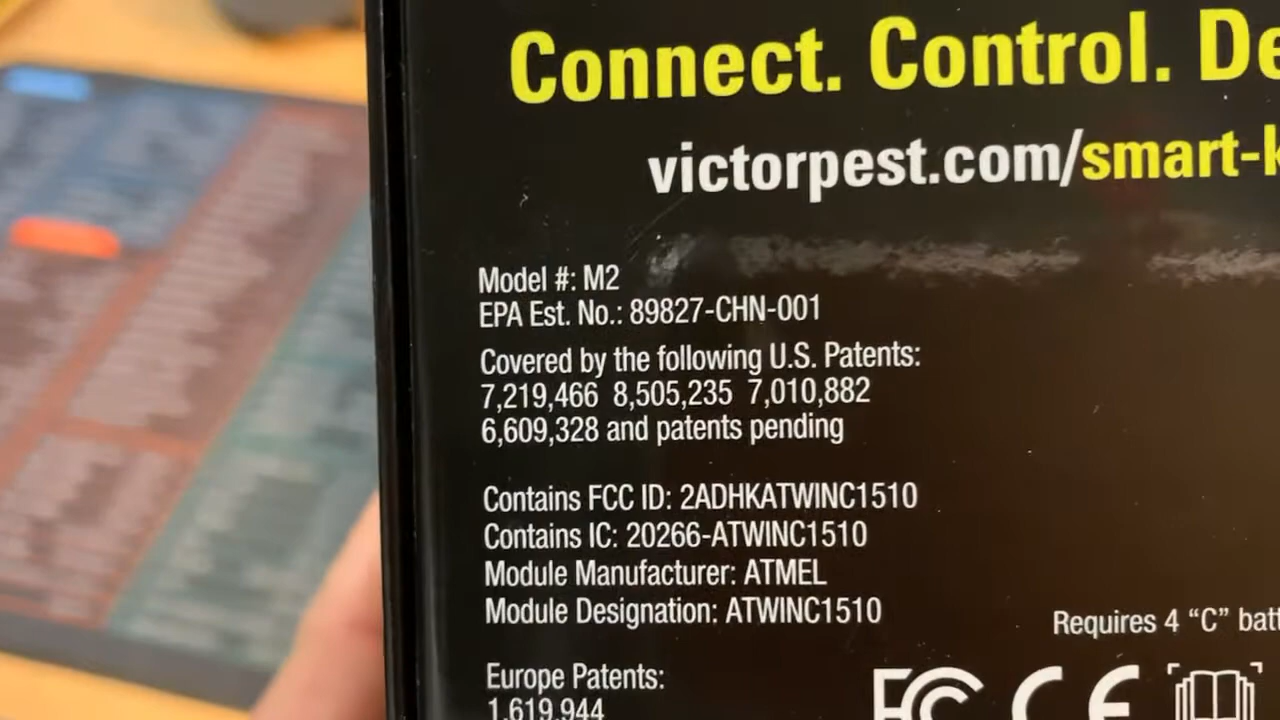 Connect. Control. De
victorpest.com/smart-k
Model #: M2
EPA Est. No.: 89827-CHN-001
Covered by the following U.S. Patents:
7,219,466 8,505,235 7,010,882
6,609,328 and patents pending
Contains FCC ID: 2ADHKATWINC1510
Contains IC: 20266-ATWINC1510
Module Manufacturer: ATMEL
Module Designation: ATWINC1510
Requires 4 “C” batt
Europe Patents:
1,619,944
FC CE